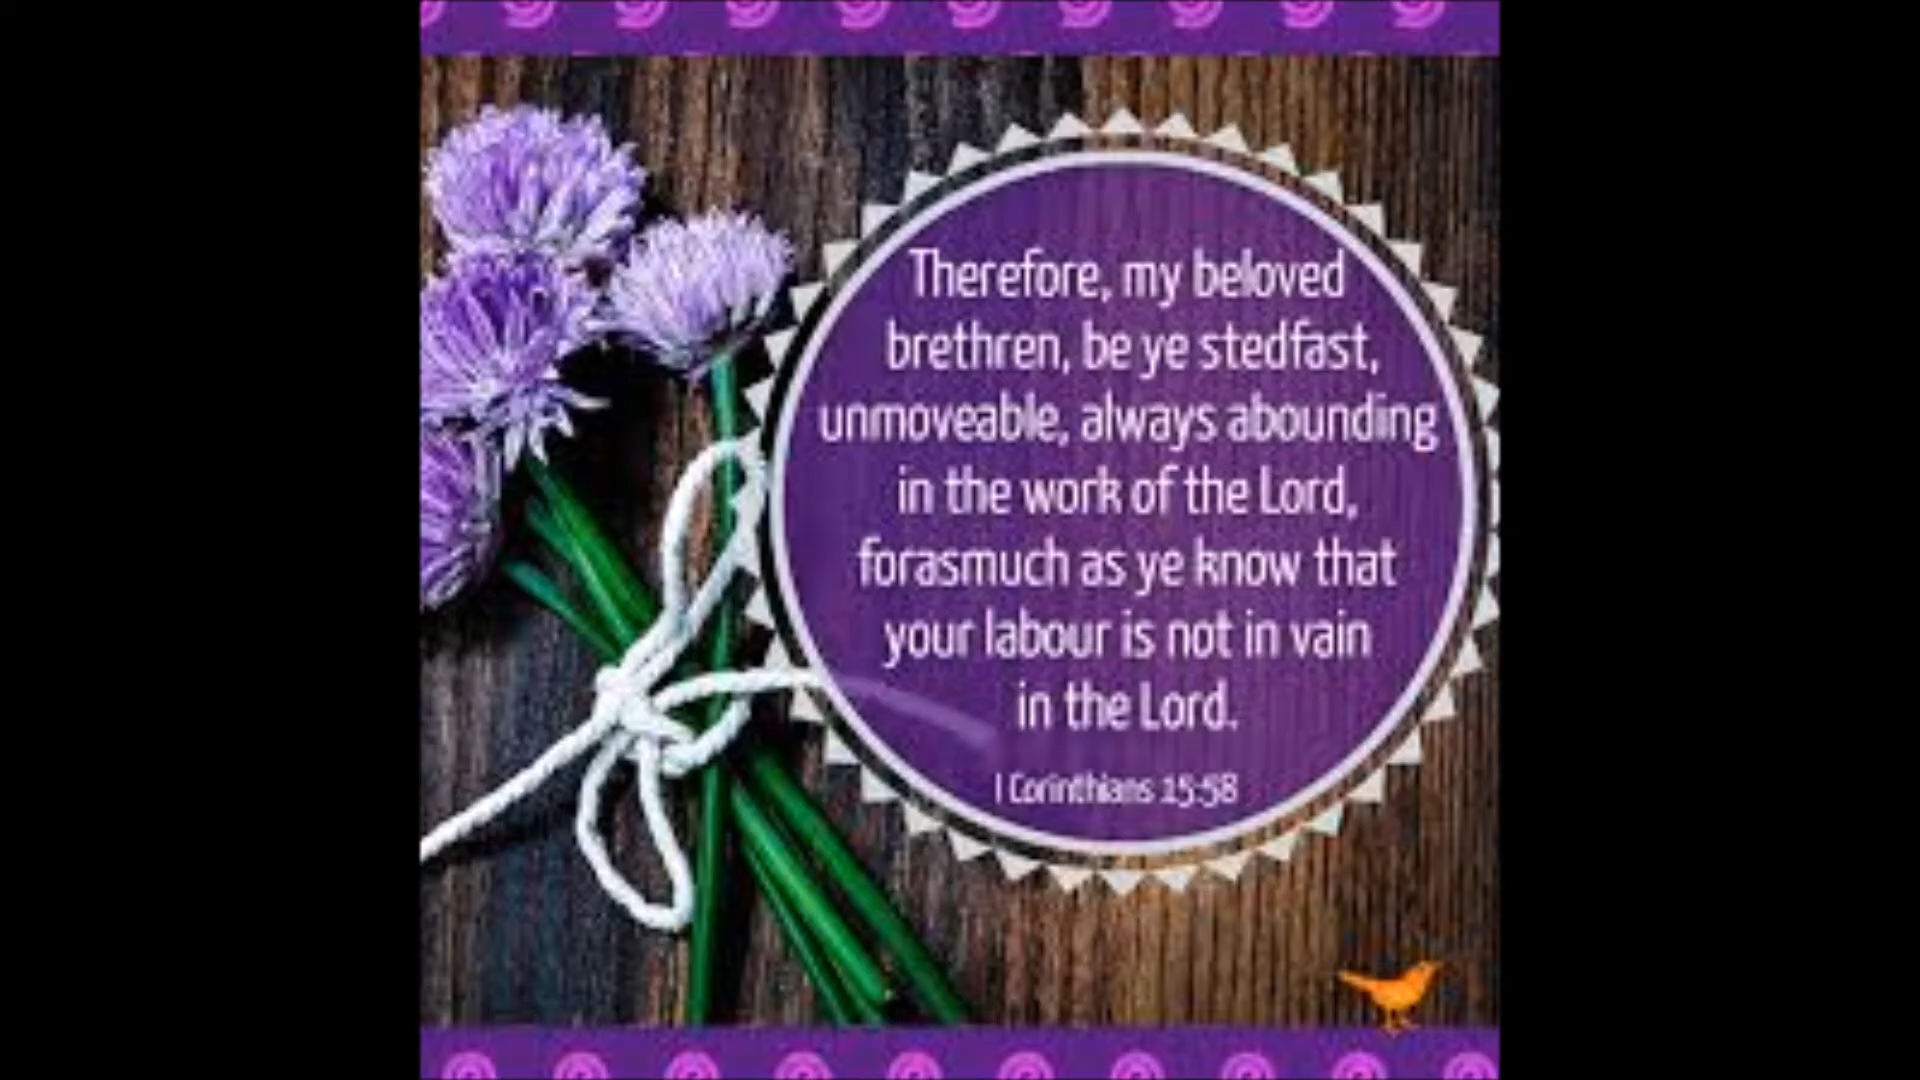 Therefore, my beloved
brethren, be ye stedfast,
unmoveable, always abounding
in the work of the Lord,
forasmuch as ye know that
your labour is not in vain
in the Lord.
I Corinthians 15:58